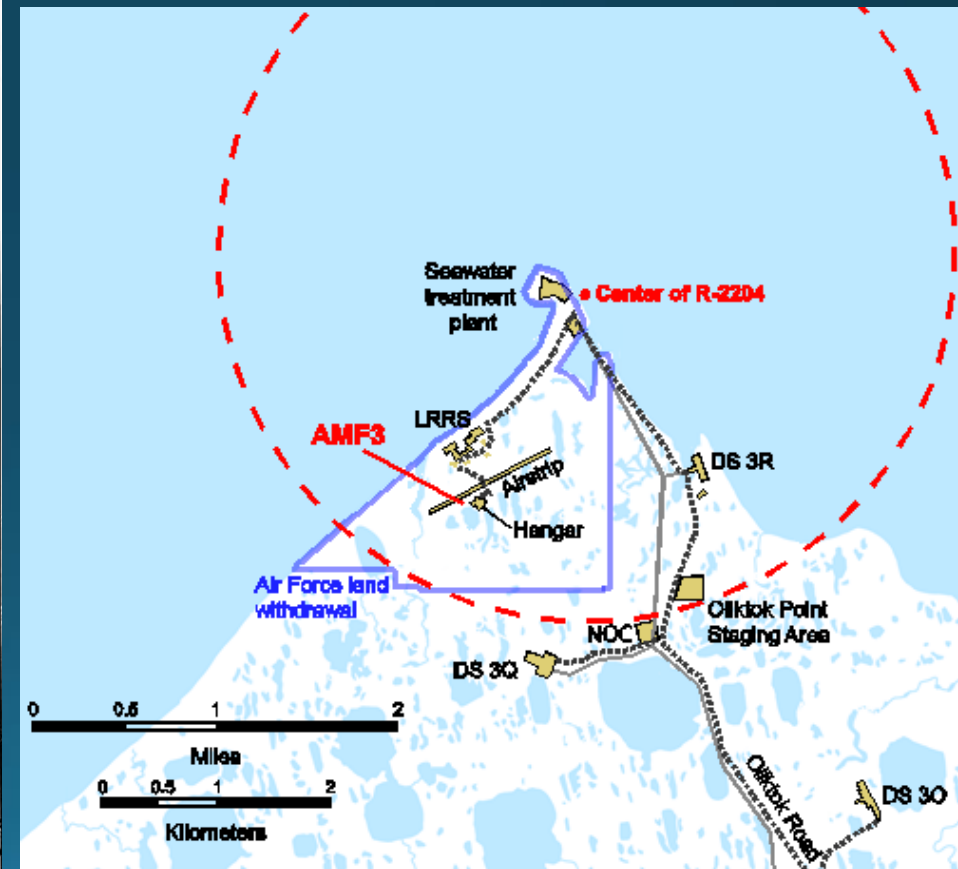 Seewater
treatment
plant
Center of R-2204
LRRS
AMF3
Airstrip
Hangar
DS 3R
Air Force land
withdrawal
Oliktok Point
Staging Area
NOC
DS 3Q
0 0.5 1 2
Miles
0 0.5 1 2
Kilometers
Oliktok Road
DS 3O